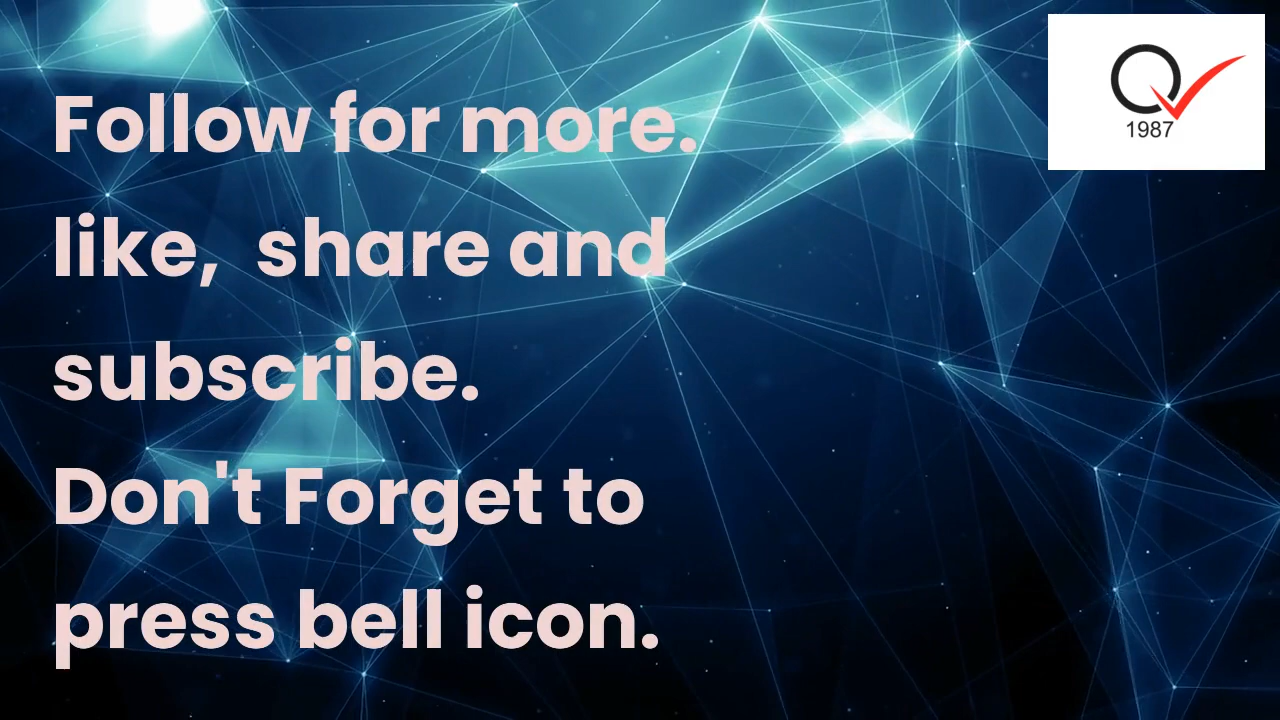 Follow for more.
like, share and
subscribe.
Don't Forget to
press bell icon.
Q
1987